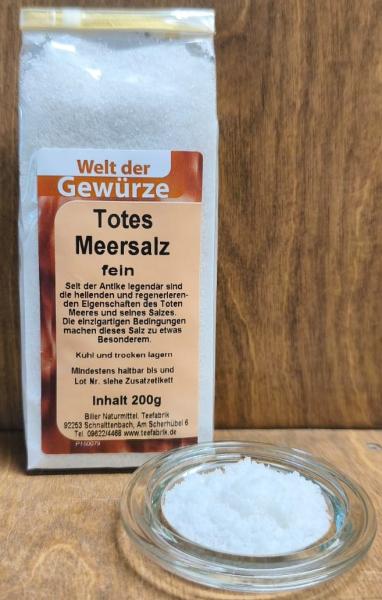 Welt der
Gewürze
Totes
Meersalz
fein
Seit der Antike legendär sind
die heilenden und regenerieren-
den Eigenschaften des Toten
Meeres und seines Salzes.
Die einzigartigen Bedingungen
machen dieses Salz zu etwas
Besonderem.
Kühl und trocken lagern
Mindestens haltbar bis und
Lot Nr. siehe Zusatzetikett
Inhalt 200g
Biller Naturmittel. Teefabrik
92253 Schnaittenbach, Am Scherhübel 6
Tel. 09622/4468 www.teefabrik.de
P150079